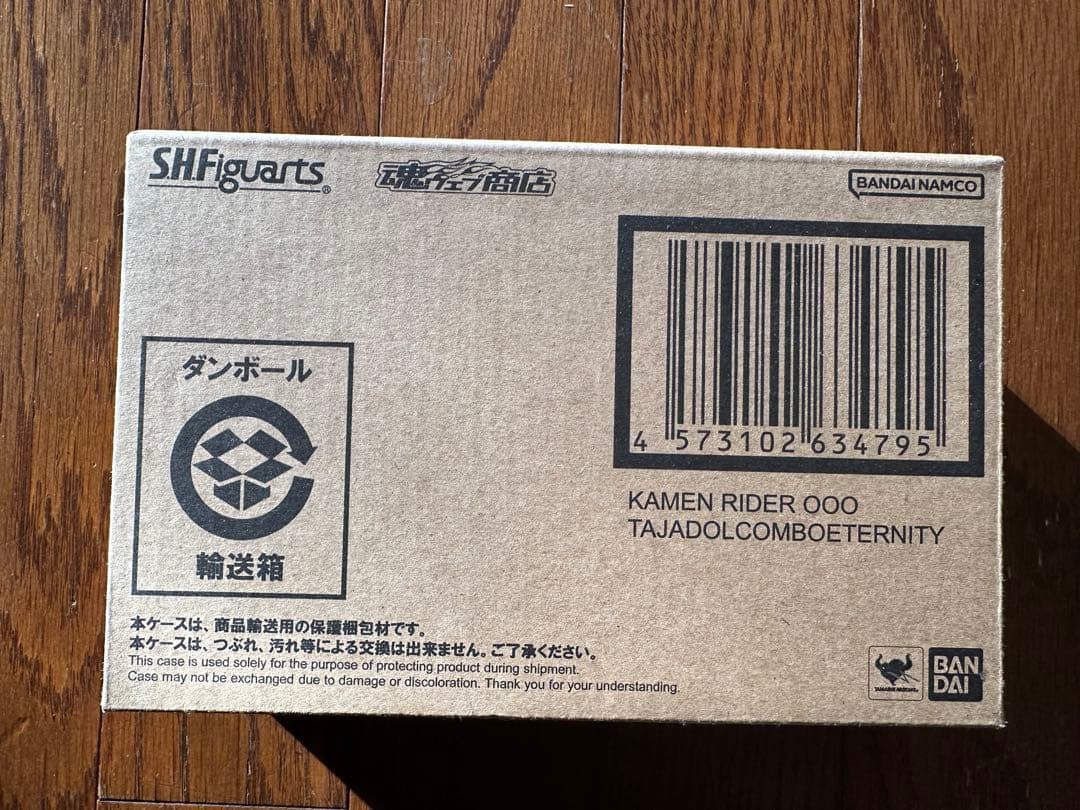 S.H.Figuarts®
魂ウェブ商店
BANDAI NAMCO
4 573102 634795
KAMEN RIDER OOO
TAJADOLCOMBOETERNITY
ダンボール
輸送箱
本ケースは、商品輸送用の保護梱包材です。
本ケースは、つぶれ、汚れ等による交換は出来ません。ご了承ください。
This case is used solely for the purpose of protecting product during shipment.
Case may not be exchanged due to damage or discoloration. Thank you for your understanding.
TAMASHII NATIONS
BAN
DAI